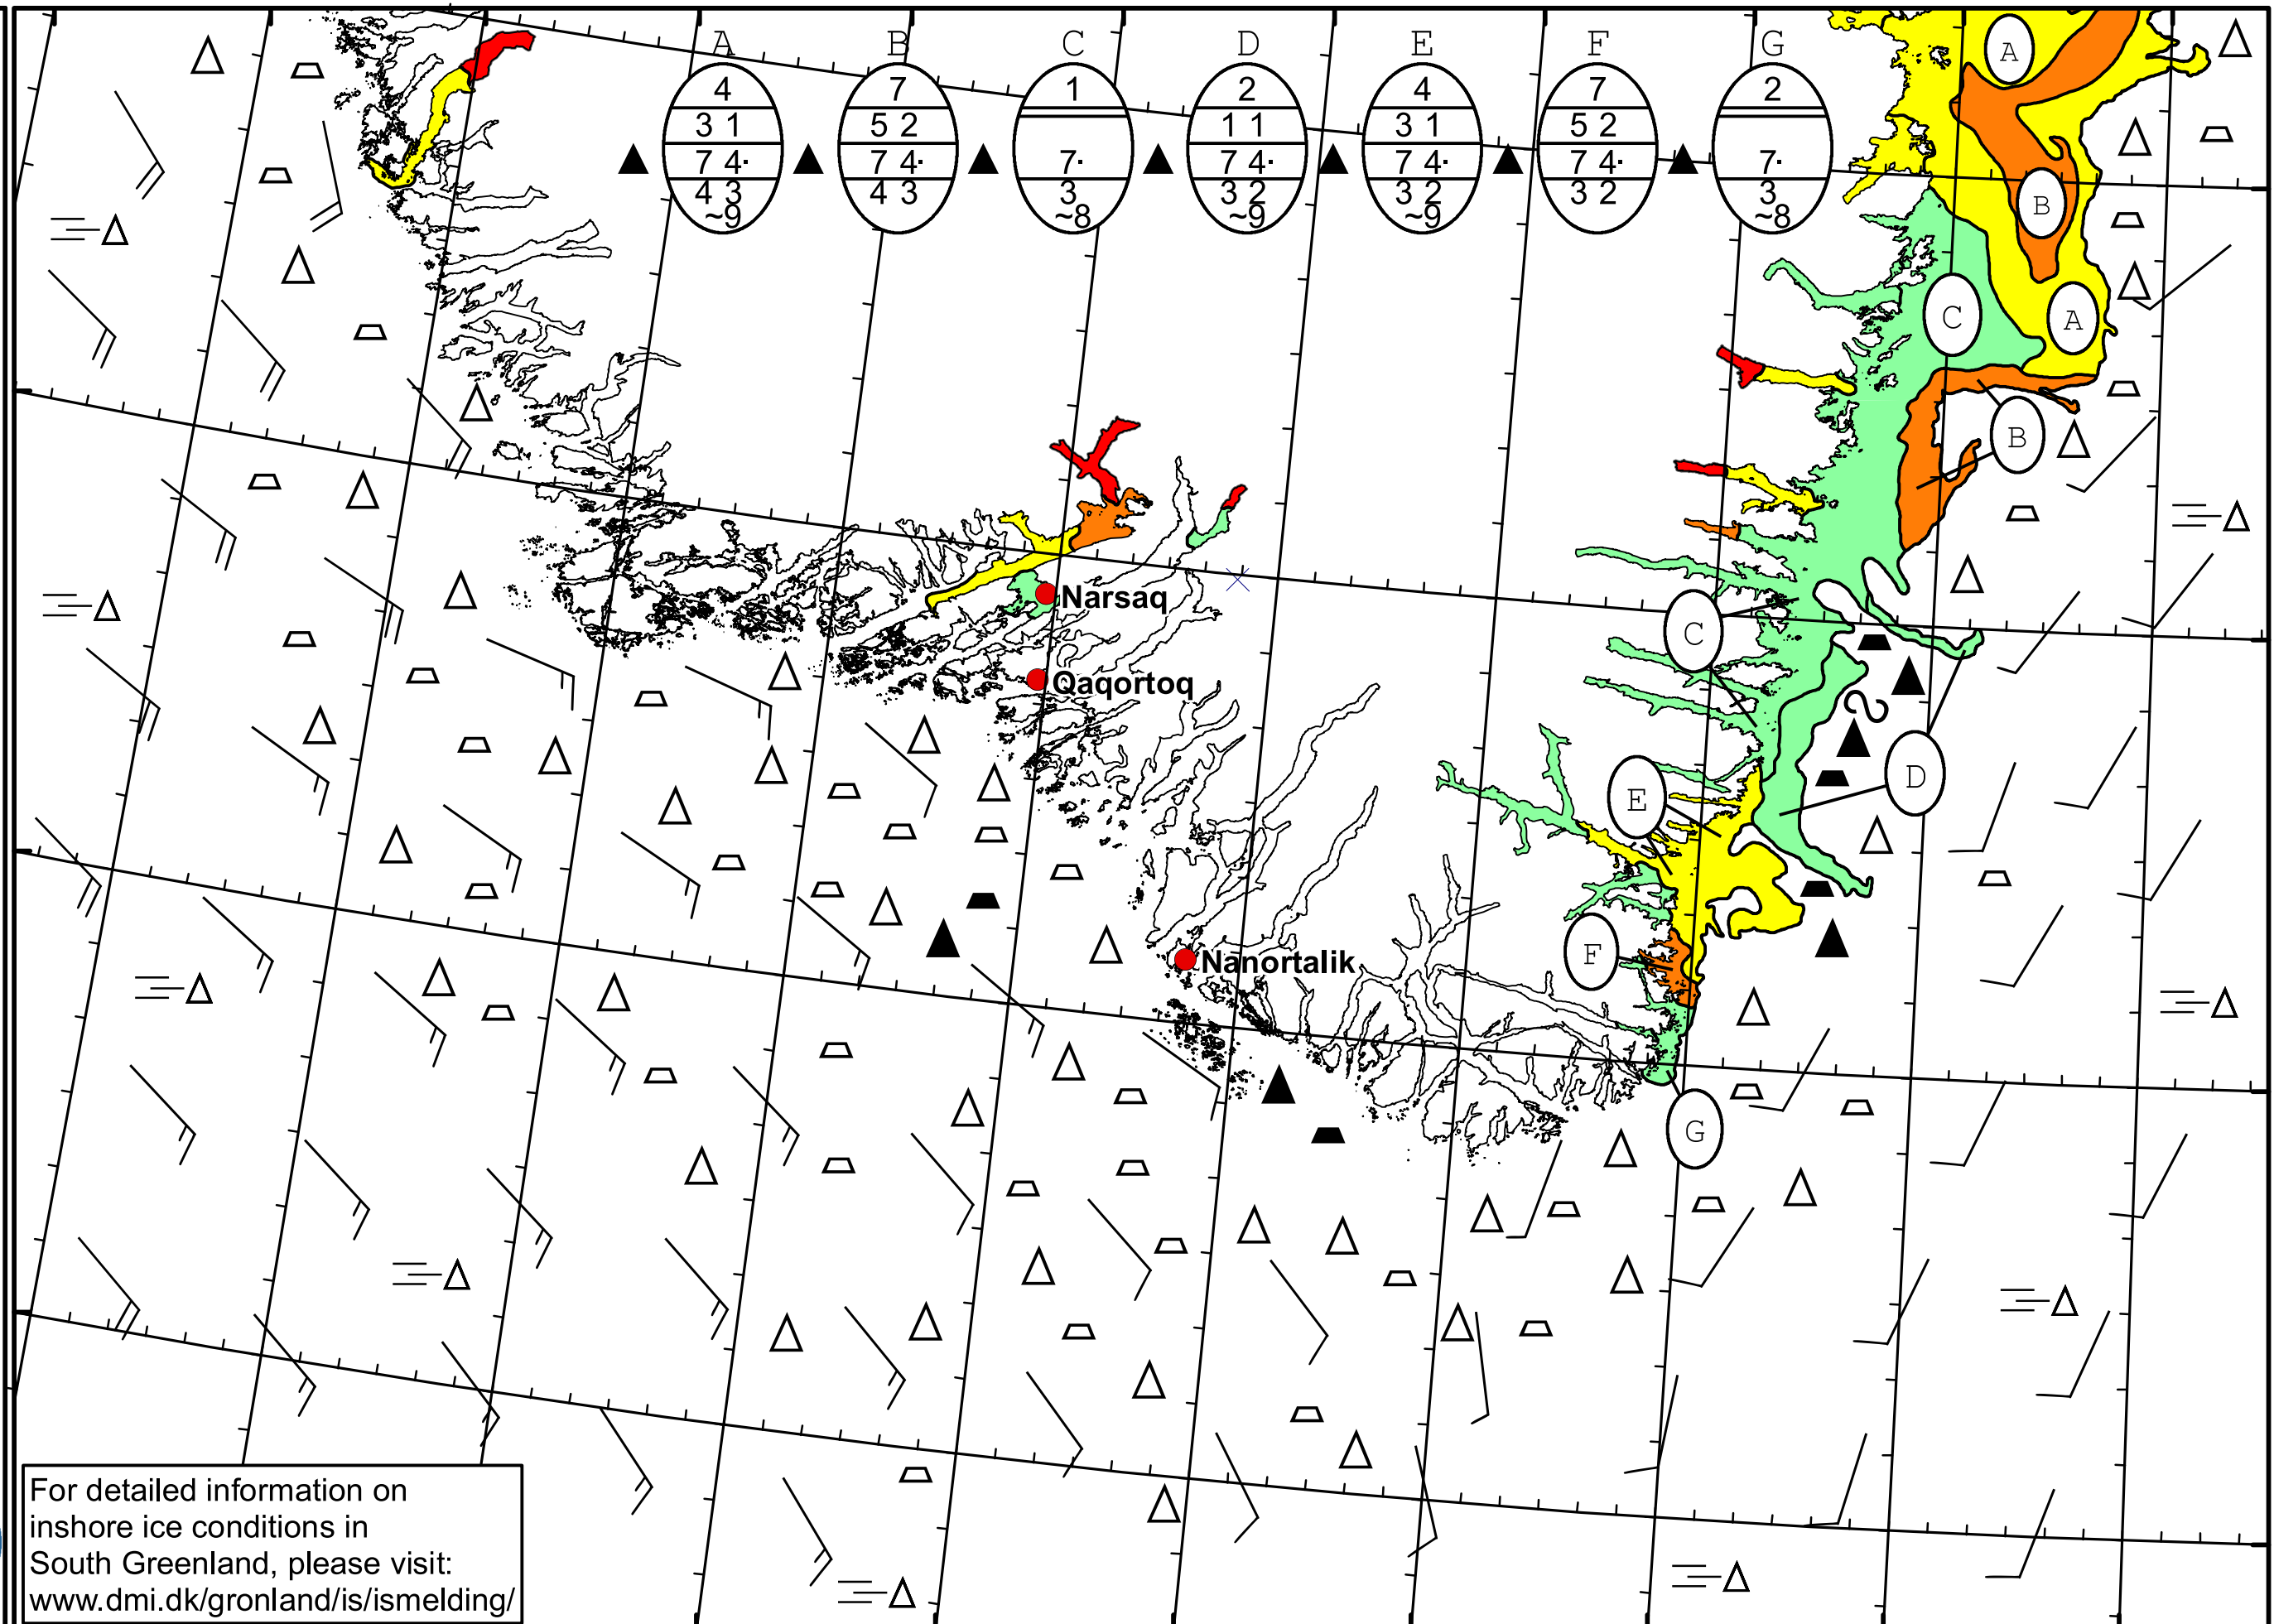 A B C D E F G
4 7 1 2 4 7 2
3 1 5 2 1 1 3 1 5 2
7 4· 7 4· 7· 7 4· 7 4· 7 4· 7·
4 3 4 3 3 3 2 3 2 3 2 3
~9 ~8 ~9 ~9 ~8
A
B
C A
B
Narsaq
C
Qaqortoq
D
E
F
Nanortalik
G
For detailed information on
inshore ice conditions in
South Greenland, please visit:
www.dmi.dk/gronland/is/ismelding/